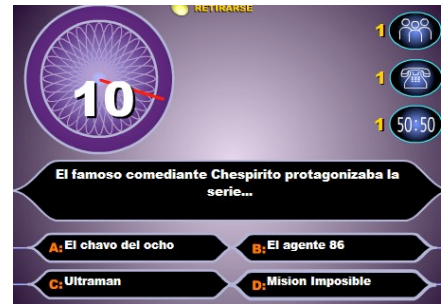 RETIRARSE
10
1
1
1 50:50
El famoso comediante Chespirito protagonizaba la
serie...
A: El chavo del ocho
B: El agente 86
C: Ultraman
D: Mision Imposible